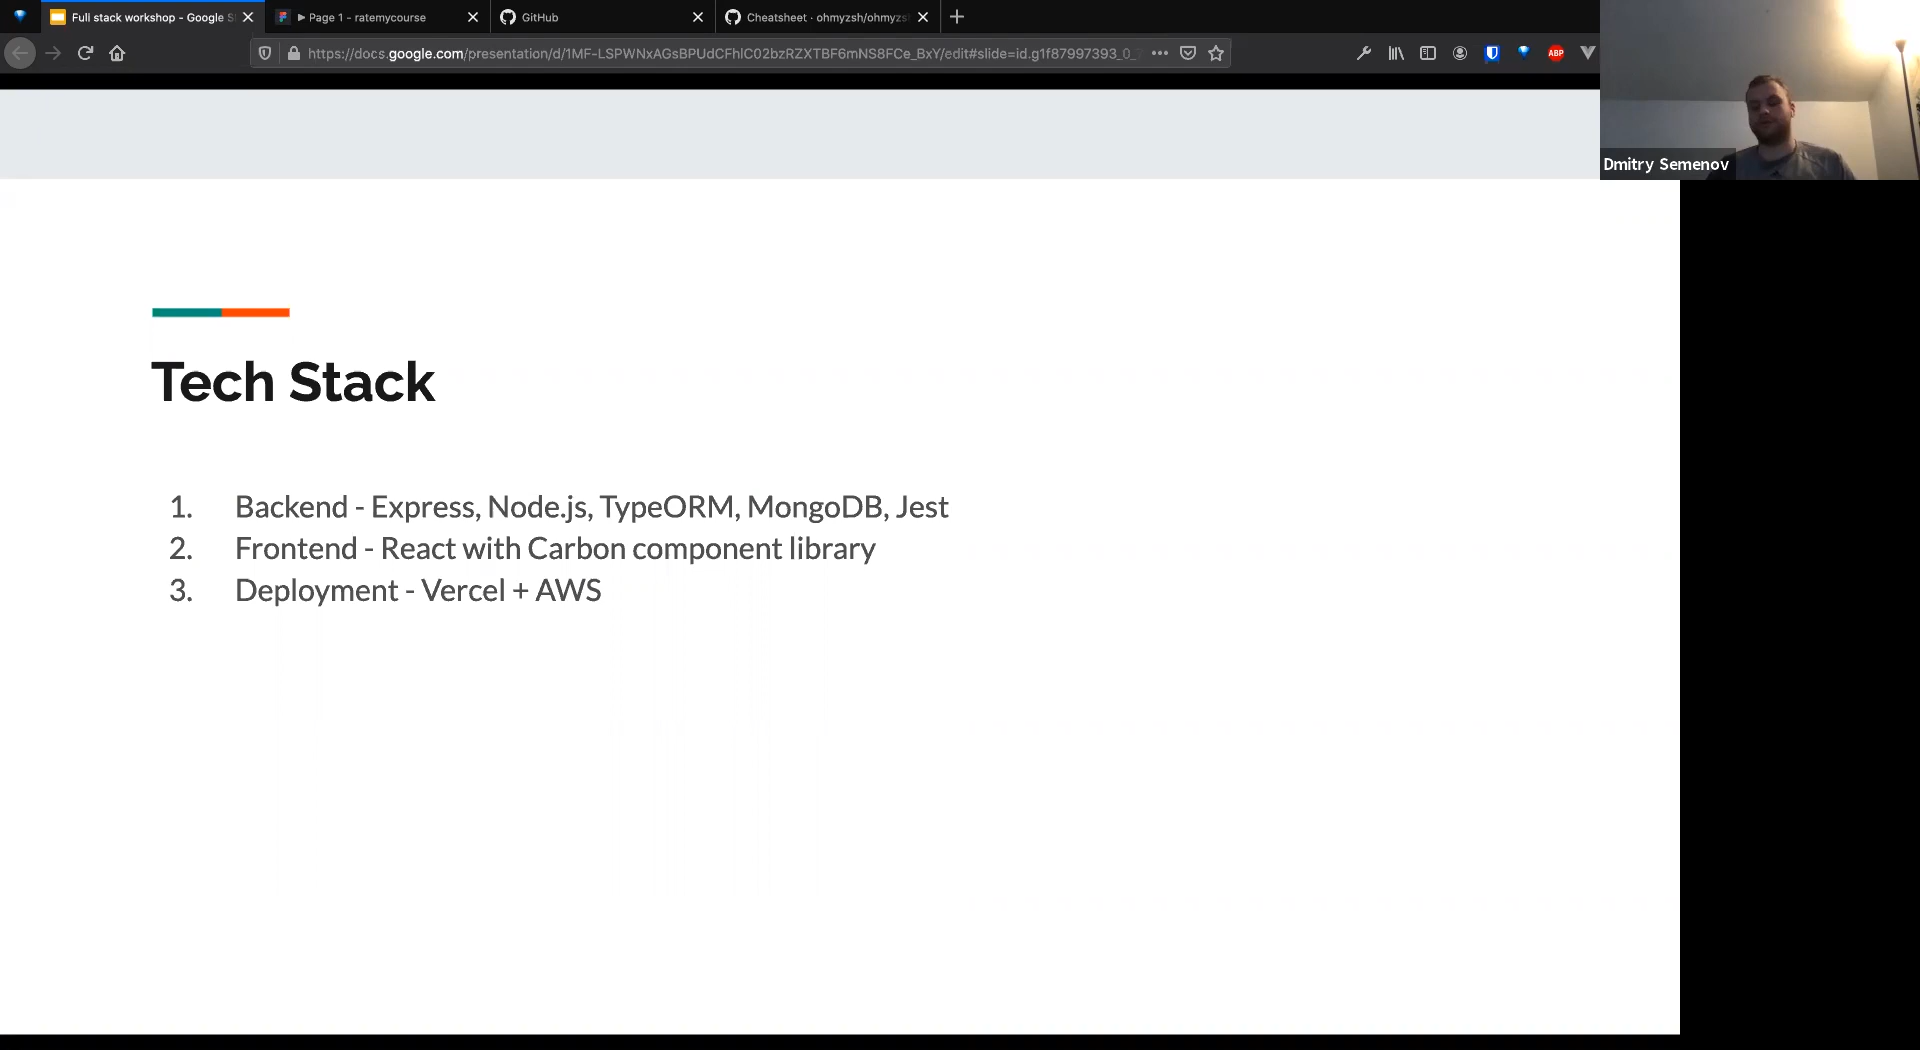 Full stack workshop - Google S
Page 1 - ratemycourse
GitHub
Cheatsheet · ohmyzsh/ohmyzs
https://docs.google.com/presentation/d/1MF-LSPWNxAGsBPUdCFhlC02bzRZXTBF6mNS8FCe_BxY/edit#slide=id.g1f87997393_0_
ABP
Dmitry Semenov
Tech Stack
1. Backend - Express, Node.js, TypeORM, MongoDB, Jest
2. Frontend - React with Carbon component library
3. Deployment - Vercel + AWS